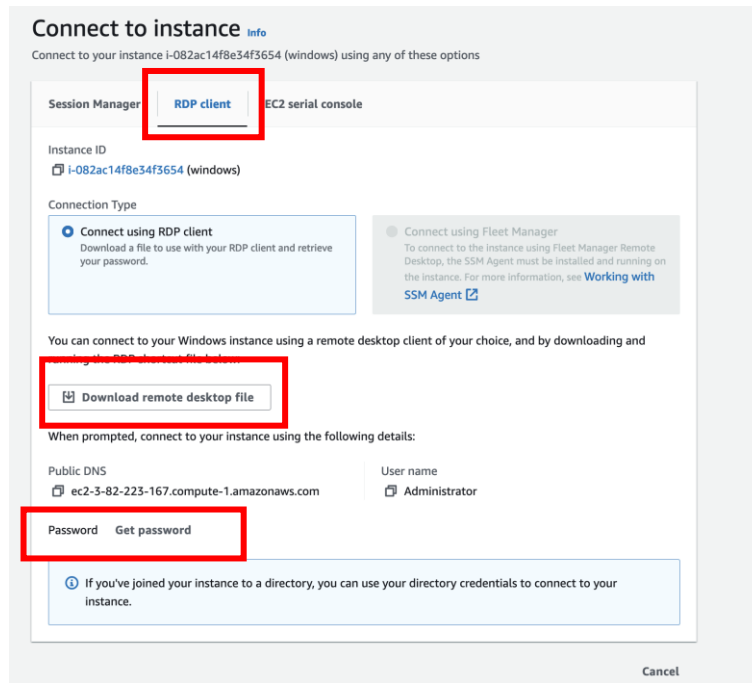 Connect to instance Info
Connect to your instance i-082ac14f8e34f3654 (windows) using any of these options
Session Manager RDP client EC2 serial console
Instance ID
i-082ac14f8e34f3654 (windows)
Connection Type
Connect using RDP client
Download a file to use with your RDP client and retrieve
your password.
Connect using Fleet Manager
To connect to the instance using Fleet Manager Remote
Desktop, the SSM Agent must be installed and running on
the instance. For more information, see Working with
SSM Agent
You can connect to your Windows instance using a remote desktop client of your choice, and by downloading and
running the RDP shortcut file below:
Download remote desktop file
When prompted, connect to your instance using the following details:
Public DNS
ec2-3-82-223-167.compute-1.amazonaws.com
User name
Administrator
Password Get password
If you've joined your instance to a directory, you can use your directory credentials to connect to your
instance.
Cancel